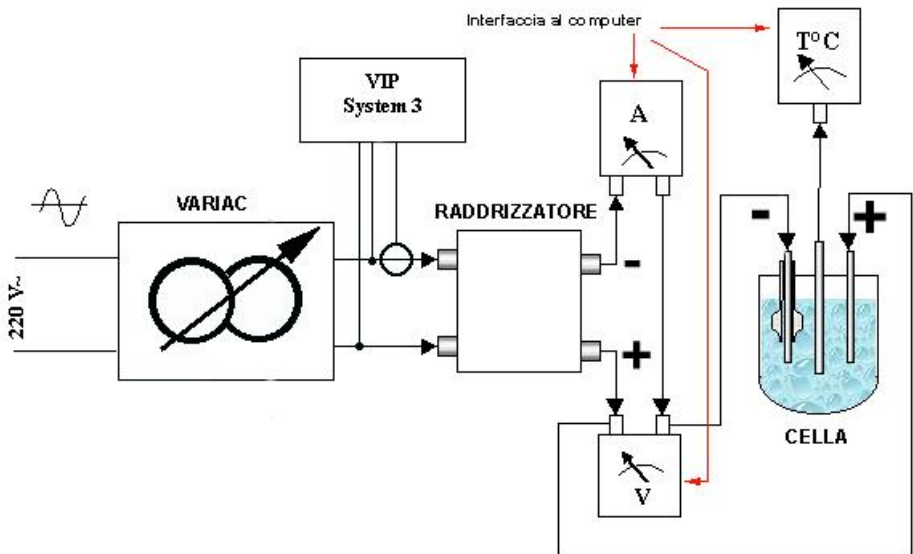 Interfaccia al computer
T° C
VIP
System 3
A
VARIAC
RADDRIZZATORE
-
+
220 V~
-
+
CELLA
V